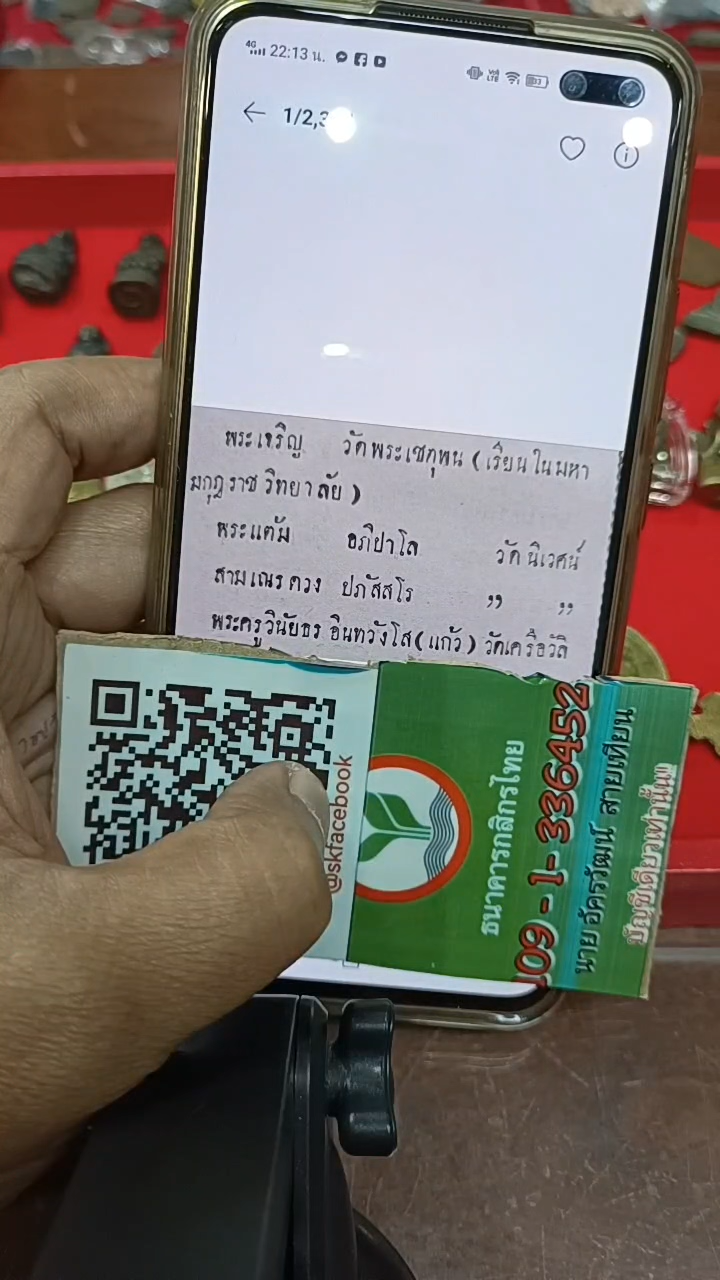 4G 22:13 น.
1/2,3
พระเจริญ วัดพระเชตุพน (เรียนในมหา
มกุฎราชวิทยาลัย)
พระแต้ม อภิปาโล วัดนิเวศน์
สามเณรดวง ปภัสสโร ,, ,,
พระครูวินัยธร อินทวังโส(แก้ว) วัดเครือวัลิ
@skfacebook
ธนาคารกสิกรไทย
109-1-336452
นาย อัครวัฒน์ สายเทียน
บัญชีเดียวเท่านั้น!!